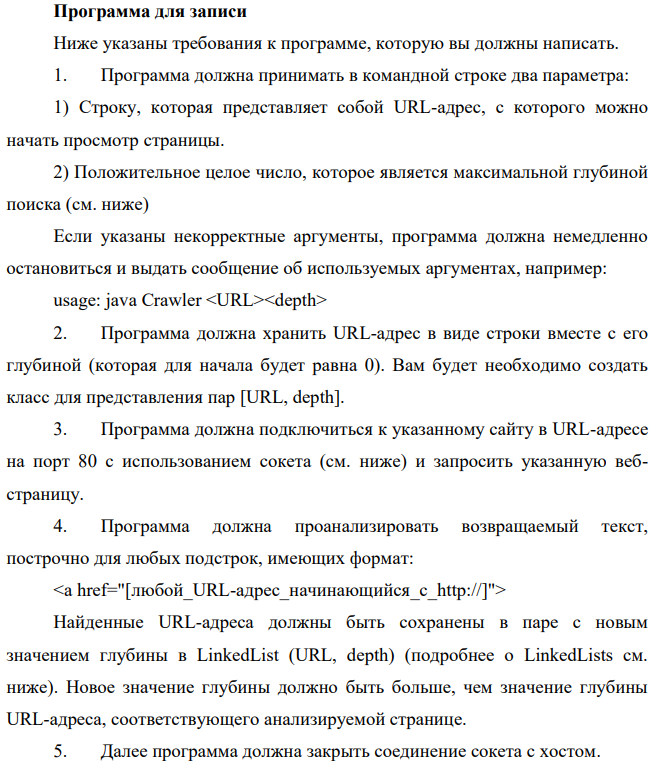 Программа для записи
Ниже указаны требования к программе, которую вы должны написать.
1. Программа должна принимать в командной строке два параметра:
1) Строку, которая представляет собой URL-адрес, с которого можно
начать просмотр страницы.
2) Положительное целое число, которое является максимальной глубиной
поиска (см. ниже)
Если указаны некорректные аргументы, программа должна немедленно
остановиться и выдать сообщение об используемых аргументах, например:
usage: java Crawler <URL><depth>
2. Программа должна хранить URL-адрес в виде строки вместе с его
глубиной (которая для начала будет равна 0). Вам будет необходимо создать
класс для представления пар [URL, depth].
3. Программа должна подключиться к указанному сайту в URL-адресе
на порт 80 с использованием сокета (см. ниже) и запросить указанную веб-
страницу.
4. Программа должна проанализировать возвращаемый текст,
построчно для любых подстрок, имеющих формат:
<a href="[любой_URL-адрес_начинающийся_с_http://]">
Найденные URL-адреса должны быть сохранены в паре с новым
значением глубины в LinkedList (URL, depth) (подробнее о LinkedLists см.
ниже). Новое значение глубины должно быть больше, чем значение глубины
URL-адреса, соответствующего анализируемой странице.
5. Далее программа должна закрыть соединение сокета с хостом.